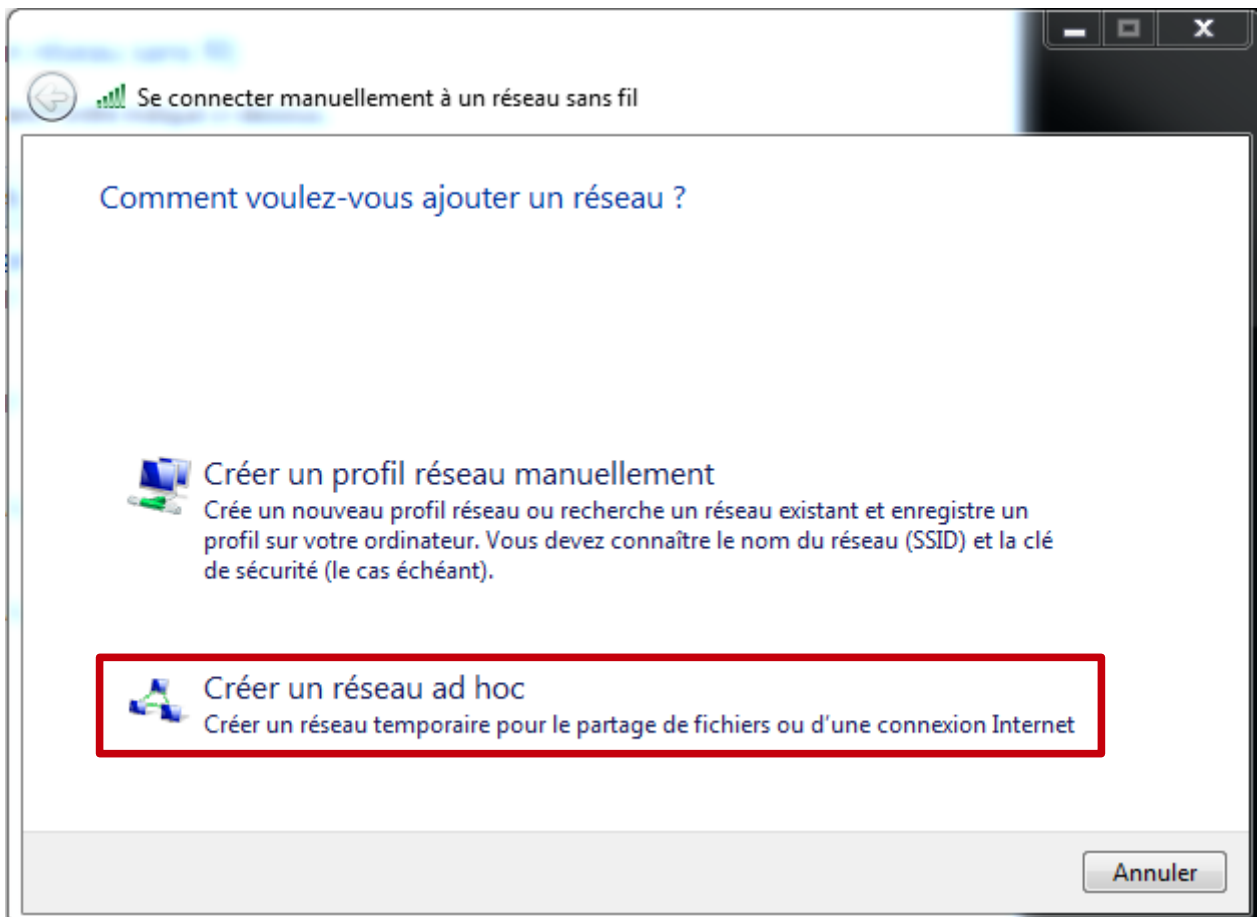 Se connecter manuellement à un réseau sans fil
Comment voulez-vous ajouter un réseau ?
Créer un profil réseau manuellement
Crée un nouveau profil réseau ou recherche un réseau existant et enregistre un
profil sur votre ordinateur. Vous devez connaître le nom du réseau (SSID) et la clé
de sécurité (le cas échéant).
Créer un réseau ad hoc
Créer un réseau temporaire pour le partage de fichiers ou d'une connexion Internet
Annuler